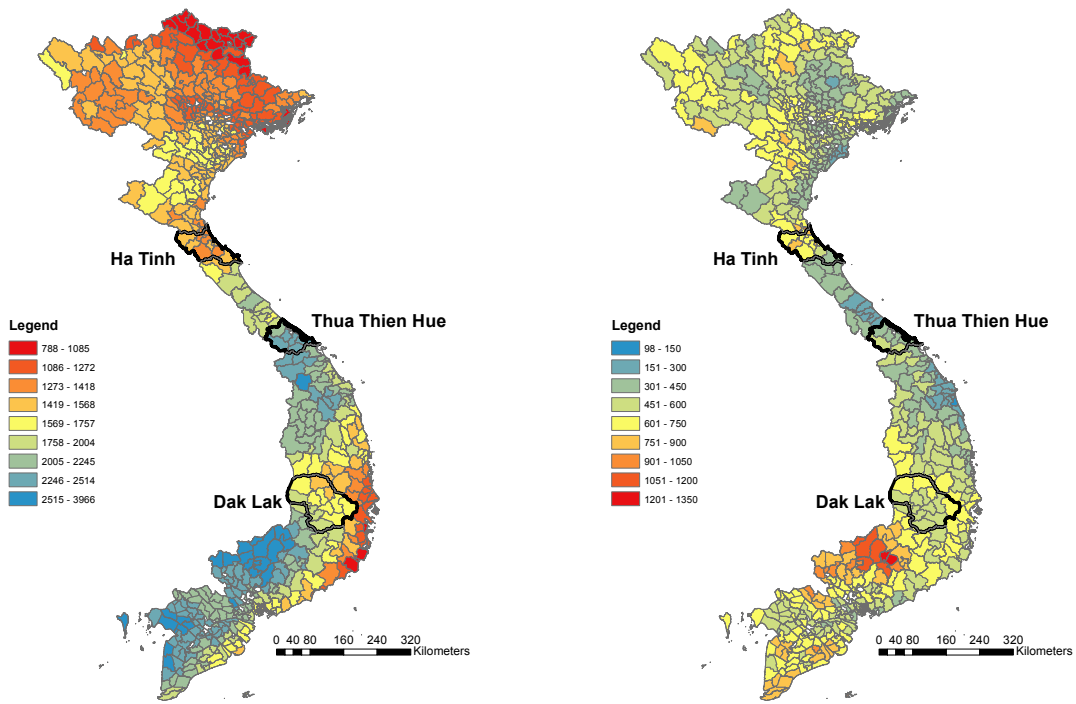 Ha Tinh
Thua Thien Hue
Legend
788 - 1085
1086 - 1272
1273 - 1418
1419 - 1568
1569 - 1757
1758 - 2004
2005 - 2245
2246 - 2514
2515 - 3966
Dak Lak
0 40 80 160 240 320
Kilometers
Ha Tinh
Thua Thien Hue
Legend
98 - 150
151 - 300
301 - 450
451 - 600
601 - 750
751 - 900
901 - 1050
1051 - 1200
1201 - 1350
Dak Lak
0 40 80 160 240 320
Kilometers